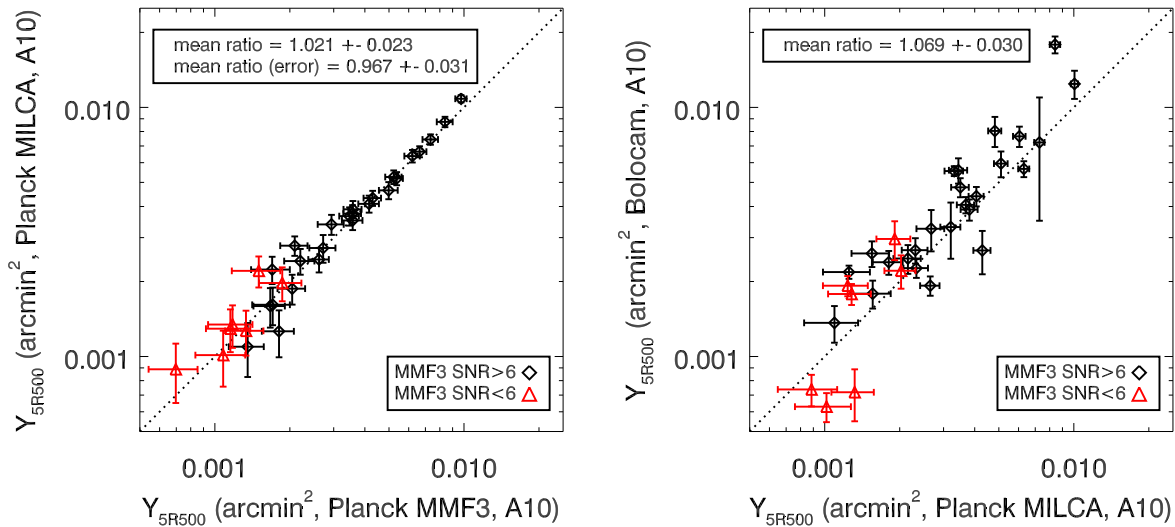 mean ratio = 1.021 +- 0.023
mean ratio (error) = 0.967 +- 0.031
Y5R500 (arcmin2, Planck MILCA, A10)
0.010
0.001
MMF3 SNR>6
MMF3 SNR<6
0.001 0.010
Y5R500 (arcmin2, Planck MMF3, A10)
mean ratio = 1.069 +- 0.030
Y5R500 (arcmin2, Bolocam, A10)
0.010
0.001
MMF3 SNR>6
MMF3 SNR<6
0.001 0.010
Y5R500 (arcmin2, Planck MILCA, A10)